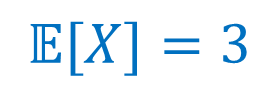 𝔼[𝑋] = 3